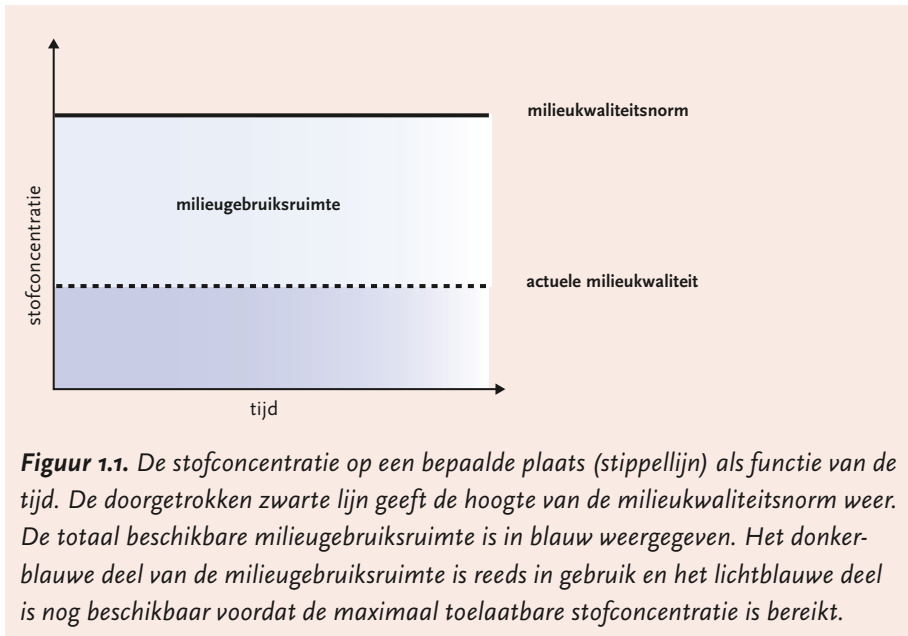 milieukwaliteitsnorm
milieugebruiksruimte
actuele milieukwaliteit
stofconcentratie
tijd
Figuur 1.1. De stofconcentratie op een bepaalde plaats (stippellijn) als functie van de
tijd. De doorgetrokken zwarte lijn geeft de hoogte van de milieukwaliteitsnorm weer.
De totaal beschikbare milieugebruiksruimte is in blauw weergegeven. Het donker-
blauwe deel van de milieugebruiksruimte is reeds in gebruik en het lichtblauwe deel
is nog beschikbaar voordat de maximaal toelaatbare stofconcentratie is bereikt.